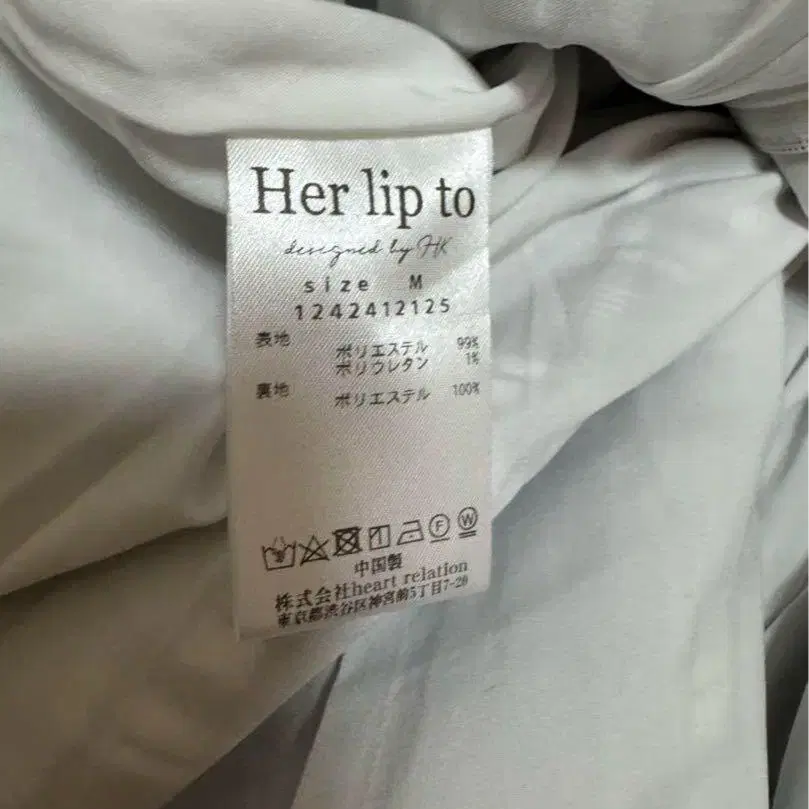 Her lip to
designed by HK
size M
1242412125
表地 ポリエステル 99%
ポリウレタン 1%
裏地 ポリエステル 100%
F W
中国製
株式会社heart relation
東京都渋谷区神宮前5丁目7-20